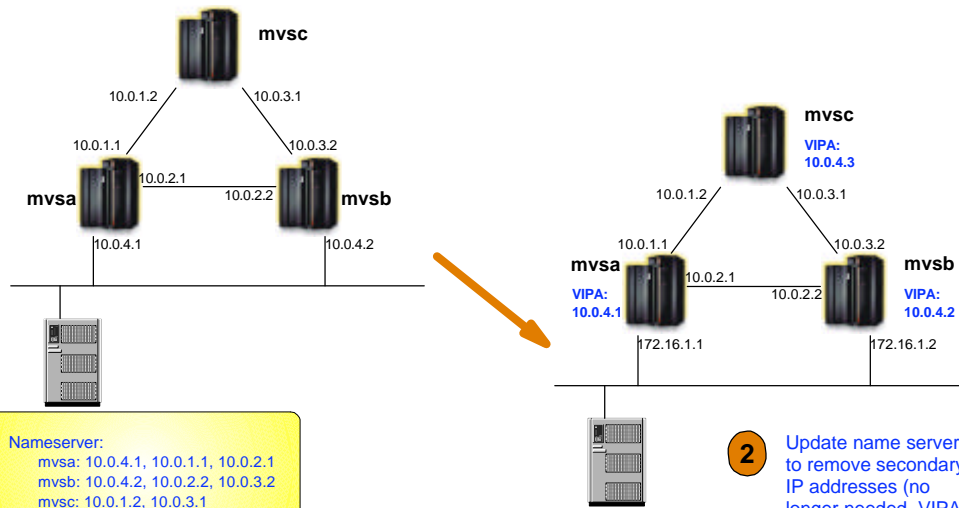 mvsc
10.0.1.2
10.0.3.1
10.0.1.1
10.0.3.2
10.0.2.1
10.0.2.2
mvsa
mvsb
10.0.4.1
10.0.4.2
Nameserver:
mvsa: 10.0.4.1, 10.0.1.1, 10.0.2.1
mvsb: 10.0.4.2, 10.0.2.2, 10.0.3.2
mvsc: 10.0.1.2, 10.0.3.1
mvsc
VIPA:
10.0.4.3
10.0.1.2
10.0.3.1
10.0.1.1
10.0.3.2
mvsa
mvsb
10.0.2.1
10.0.2.2
VIPA:
10.0.4.1
VIPA:
10.0.4.2
172.16.1.1
172.16.1.2
2
Update name server
to remove secondary
IP addresses (no
longer needed, VIPA